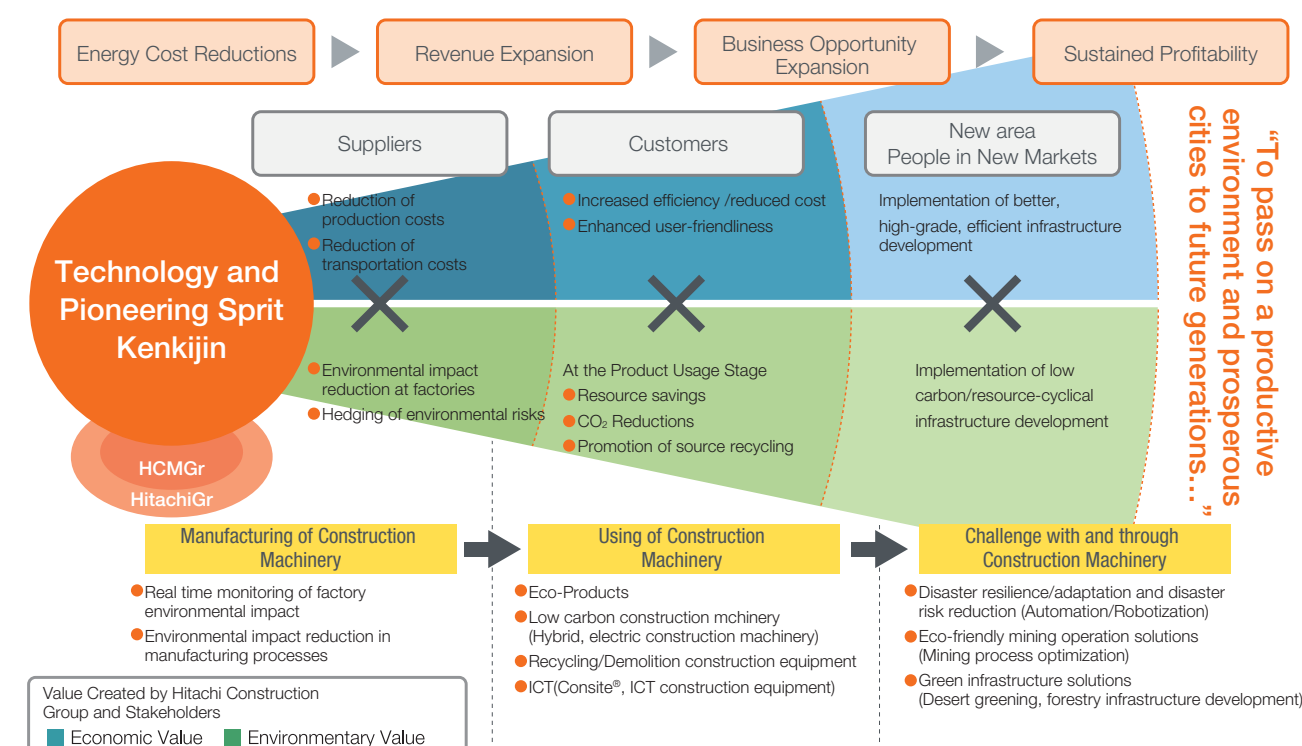 Energy Cost Reductions
Revenue Expansion
Business Opportunity
Expansion
Sustained Profitability
Suppliers
Customers
New area
People in New Markets
Reduction of
production costs
Reduction of
transportation costs
Increased efficiency /reduced cost
Enhanced user-friendliness
Implementation of better,
high-grade, efficient infrastructure
development
Technology and
Pioneering Sprit
Kenkijin
HCMGr
HitachiGr
Environmental impact
reduction at factories
Hedging of environmental risks
At the Product Usage Stage
Resource savings
CO₂ Reductions
Promotion of source recycling
Implementation of low
carbon/resource-cyclical
infrastructure development
“To pass on a productive
environment and prosperous
cities to future generations…”
Manufacturing of Construction
Machinery
Real time monitoring of factory
environmental impact
Environmental impact reduction in
manufacturing processes
Using of Construction
Machinery
Eco-Products
Low carbon construction mchinery
(Hybrid, electric construction machinery)
Recycling/Demolition construction equipment
ICT(Consite®, ICT construction equipment)
Challenge with and through
Construction Machinery
Disaster resilience/adaptation and disaster
risk reduction (Automation/Robotization)
Eco-friendly mining operation solutions
(Mining process optimization)
Green infrastructure solutions
(Desert greening, forestry infrastructure development)
Value Created by Hitachi Construction
Group and Stakeholders
Economic Value
Environmentary Value